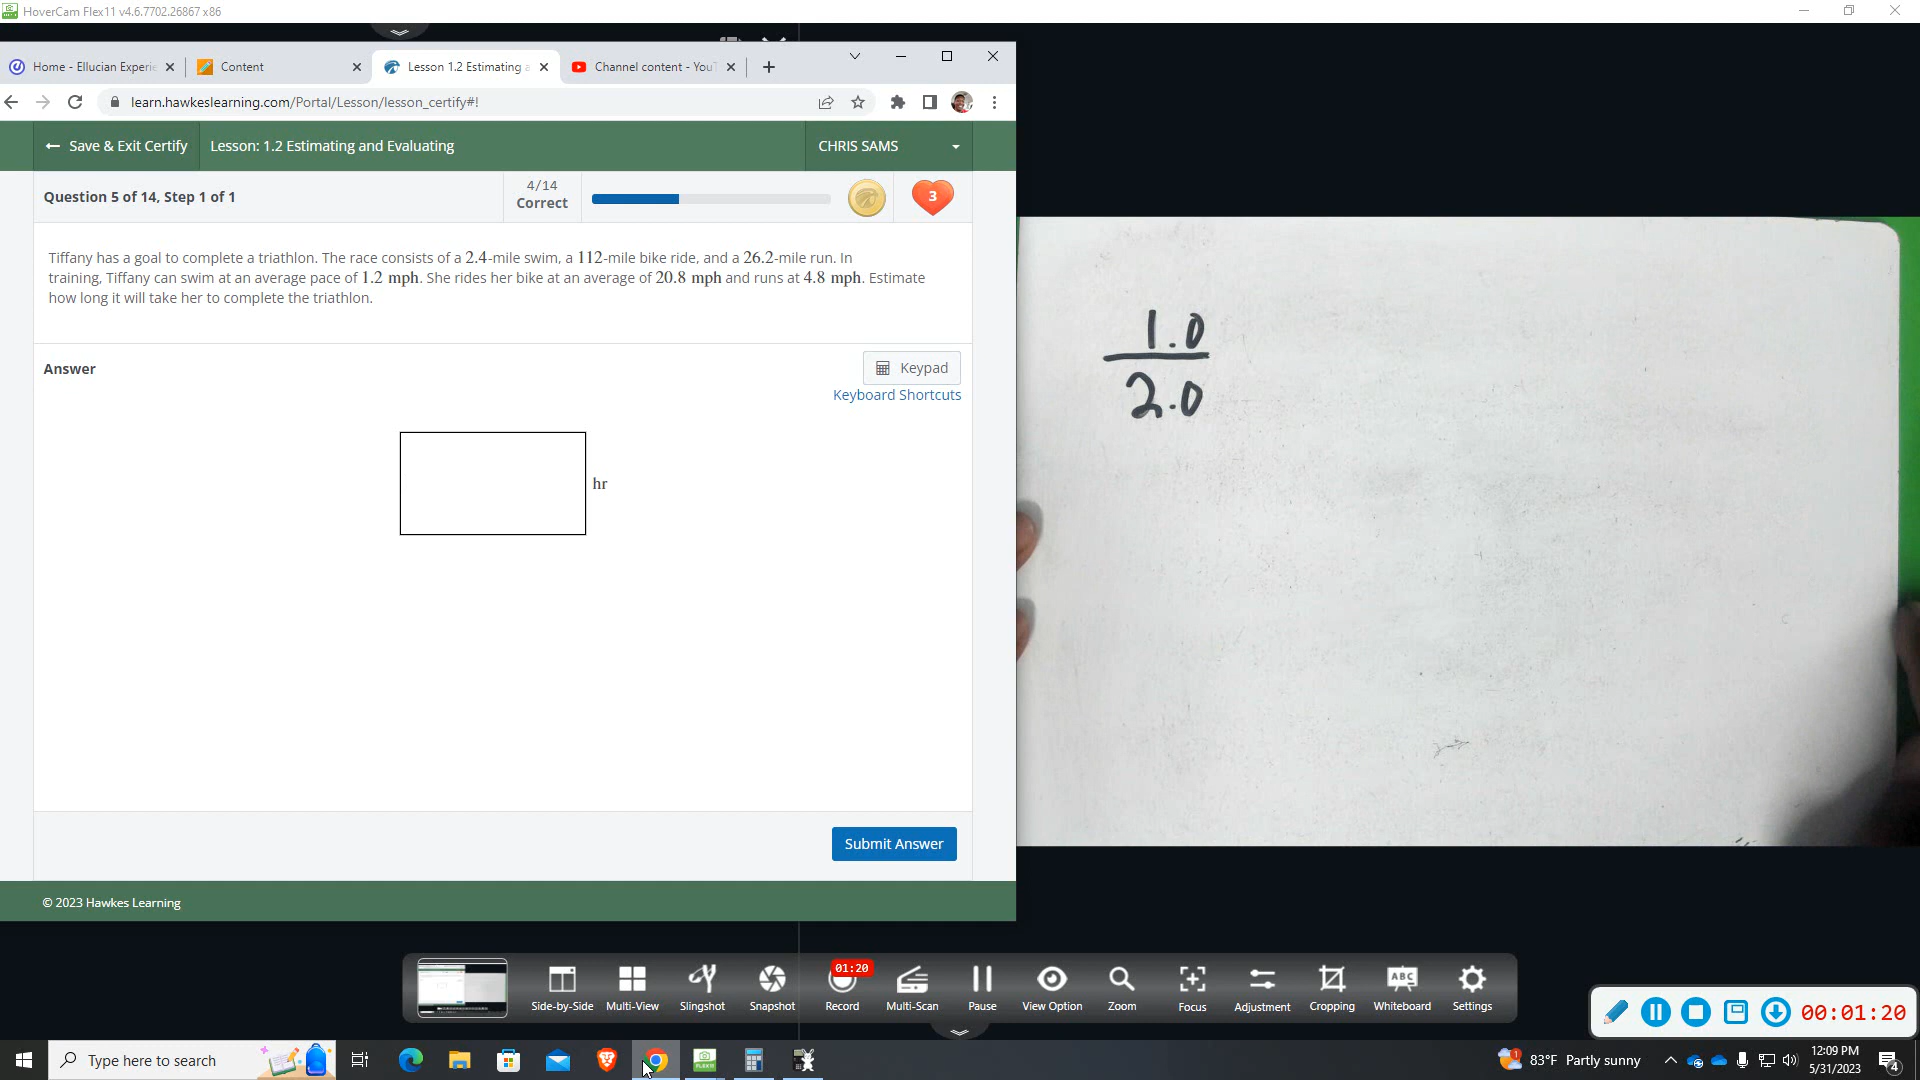 HoverCam Flex11 v4.6.7702.26867 x86
Home - Ellucian Experie
Content
Lesson 1.2 Estimating a
Channel content - YouT
learn.hawkeslearning.com/Portal/Lesson/lesson_certify#!
← Save & Exit Certify
Lesson: 1.2 Estimating and Evaluating
CHRIS SAMS
Question 5 of 14, Step 1 of 1
4/14
Correct
3
Tiffany has a goal to complete a triathlon. The race consists of a 2.4-mile swim, a 112-mile bike ride, and a 26.2-mile run. In
training, Tiffany can swim at an average pace of 1.2 mph. She rides her bike at an average of 20.8 mph and runs at 4.8 mph. Estimate
how long it will take her to complete the triathlon.
Answer
Keypad
Keyboard Shortcuts
hr
Submit Answer
© 2023 Hawkes Learning
1.0
2.0
Side-by-Side
Multi-View
Slingshot
Snapshot
01:20
Record
Multi-Scan
Pause
View Option
Zoom
Focus
Adjustment
Cropping
ABC
Whiteboard
Settings
00:01:20
Type here to search
FLEX11
1
83°F Partly sunny
12:09 PM
5/31/2023
4